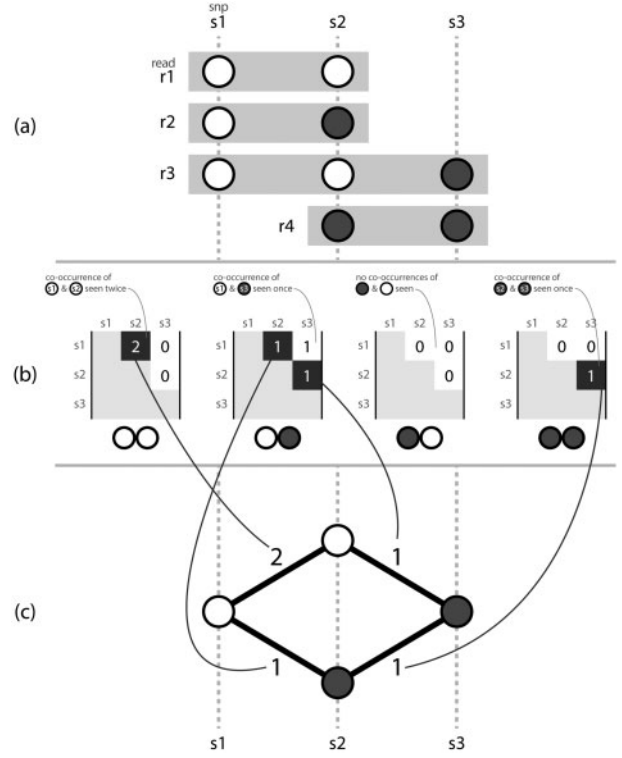 snp
s1 s2 s3
read
r1
(a) r2
r3
r4
co-occurrence of co-occurrence of no co-occurrences of co-occurrence of
s1 & s2 seen twice s1 & s3 seen once & seen s2 & s3 seen once
s1 s2 s3 s1 s2 s3 s1 s2 s3 s1 s2 s3
s1 2 0 s1 1 1 s1 0 0 s1 0 0
(b) s2 0 s2 1 s2 0 s2 1
s3 s3 s3 s3
2 1
(c)
1 1
s1 s2 s3